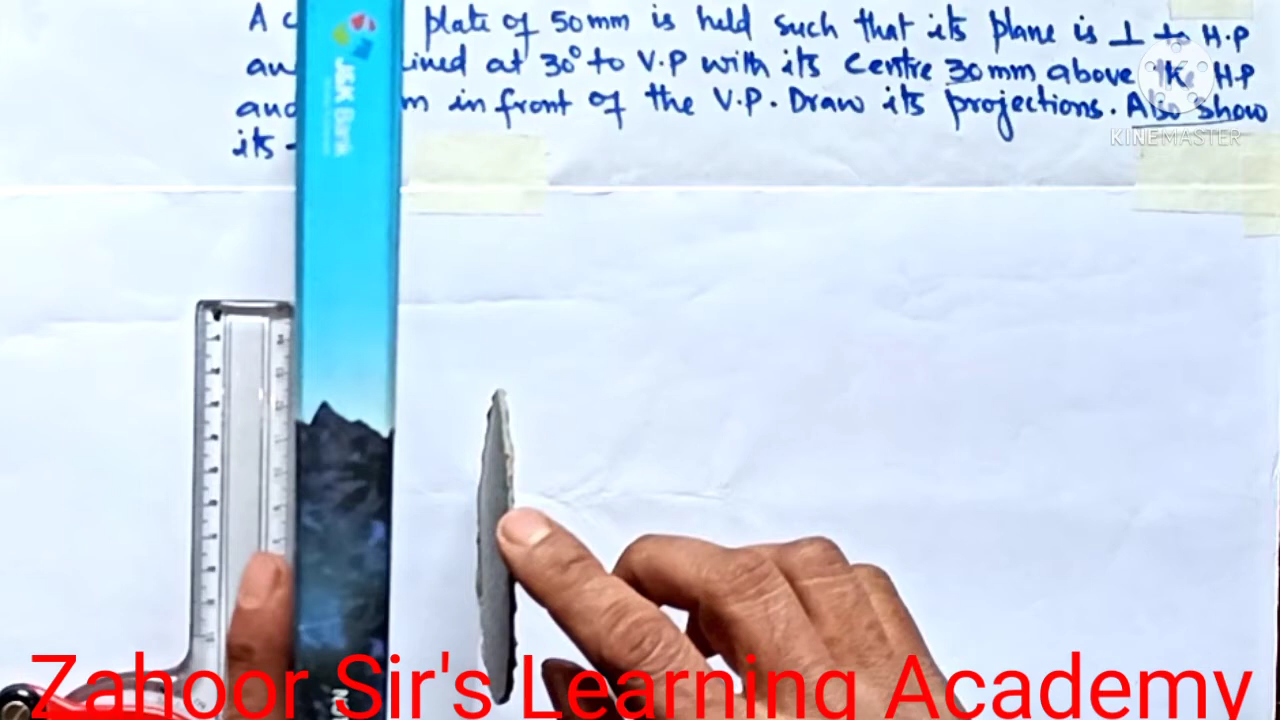 A c plate of 50mm is held such that its plane is ⊥ to H.P
an ined at 30° to V.P with its centre 30mm above H.P
and m in front of the V.P. Draw its projections. Also show
its
J&K Bank
KINEMASTER
Zahoor Sir's Learning Academy